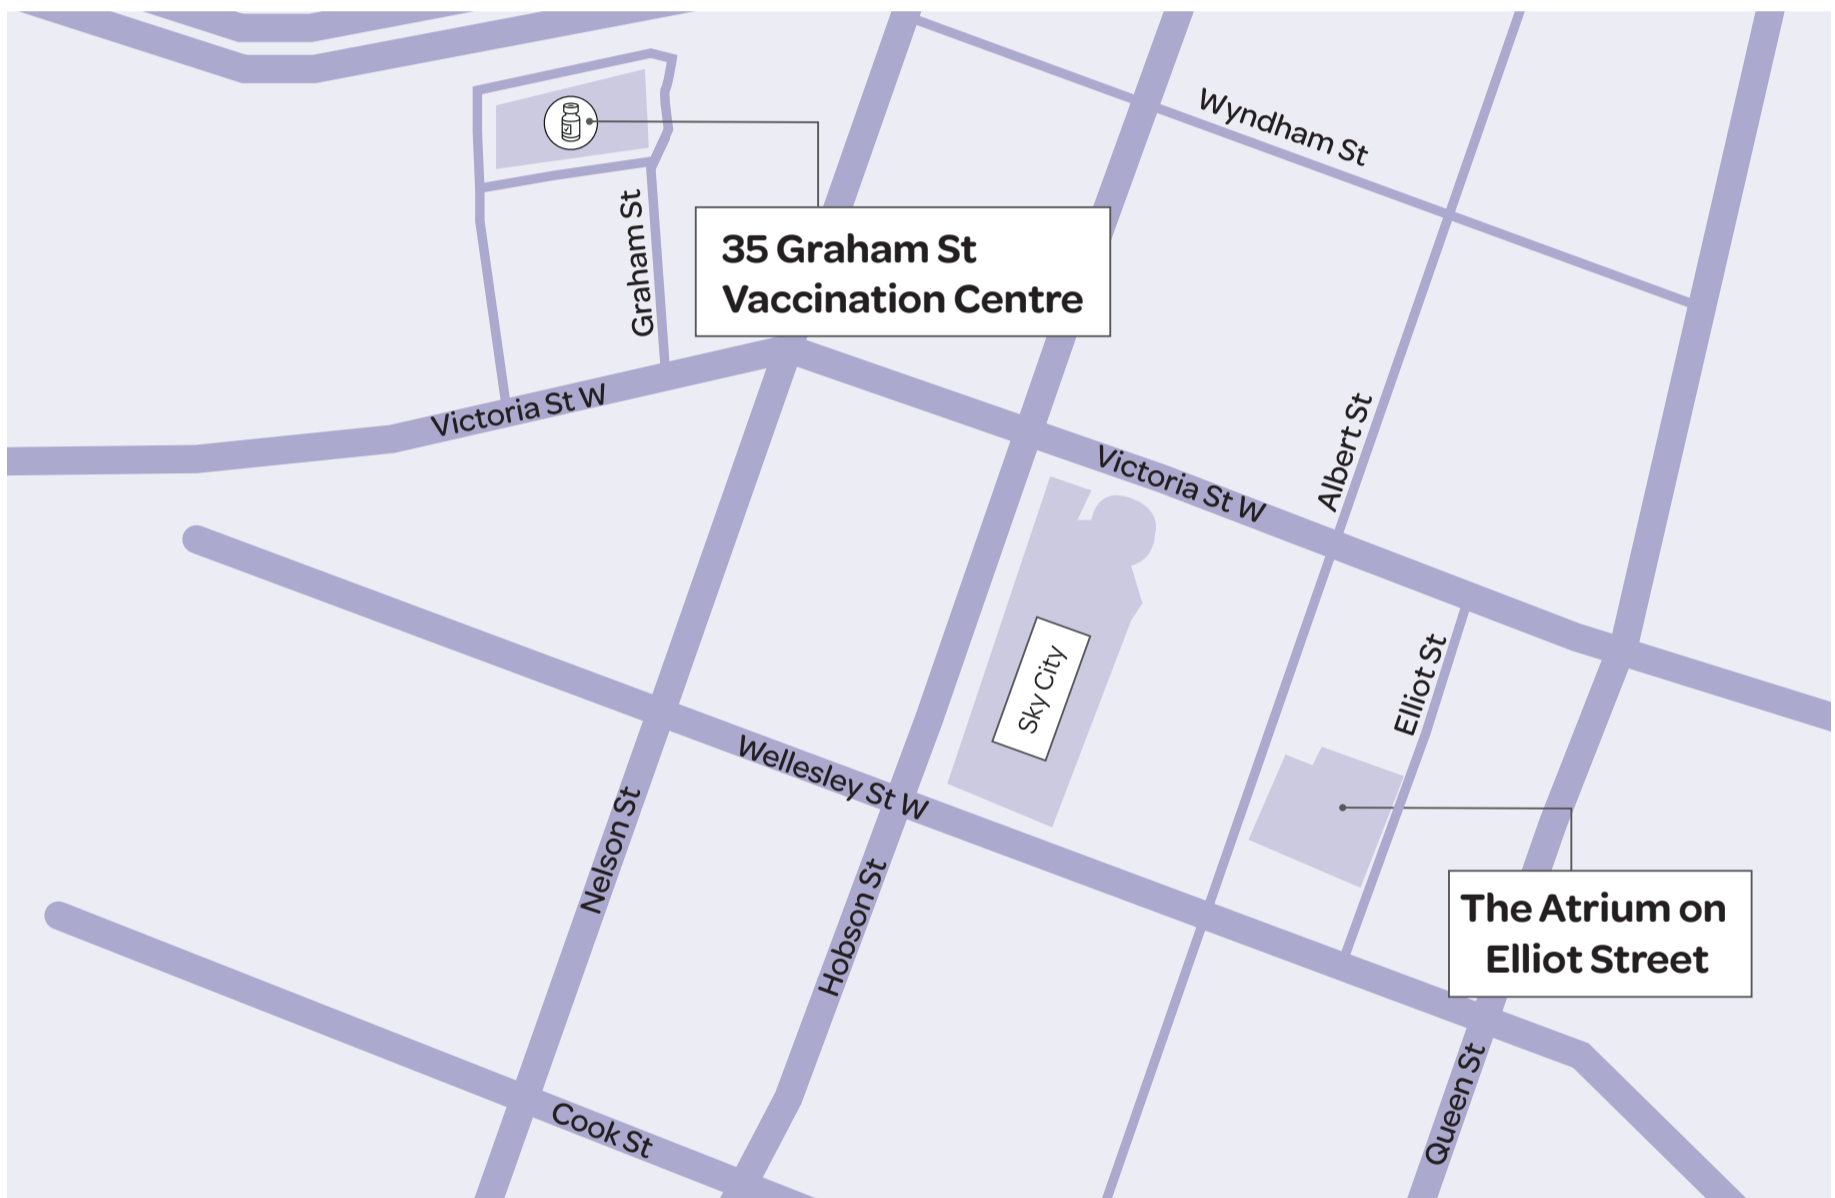 Wyndham St
Graham St
35 Graham St
Vaccination Centre
Victoria St W
Albert St
Victoria St W
Sky City
Elliot St
Wellesley St W
Nelson St
Hobson St
The Atrium on
Elliot Street
Queen St
Cook St